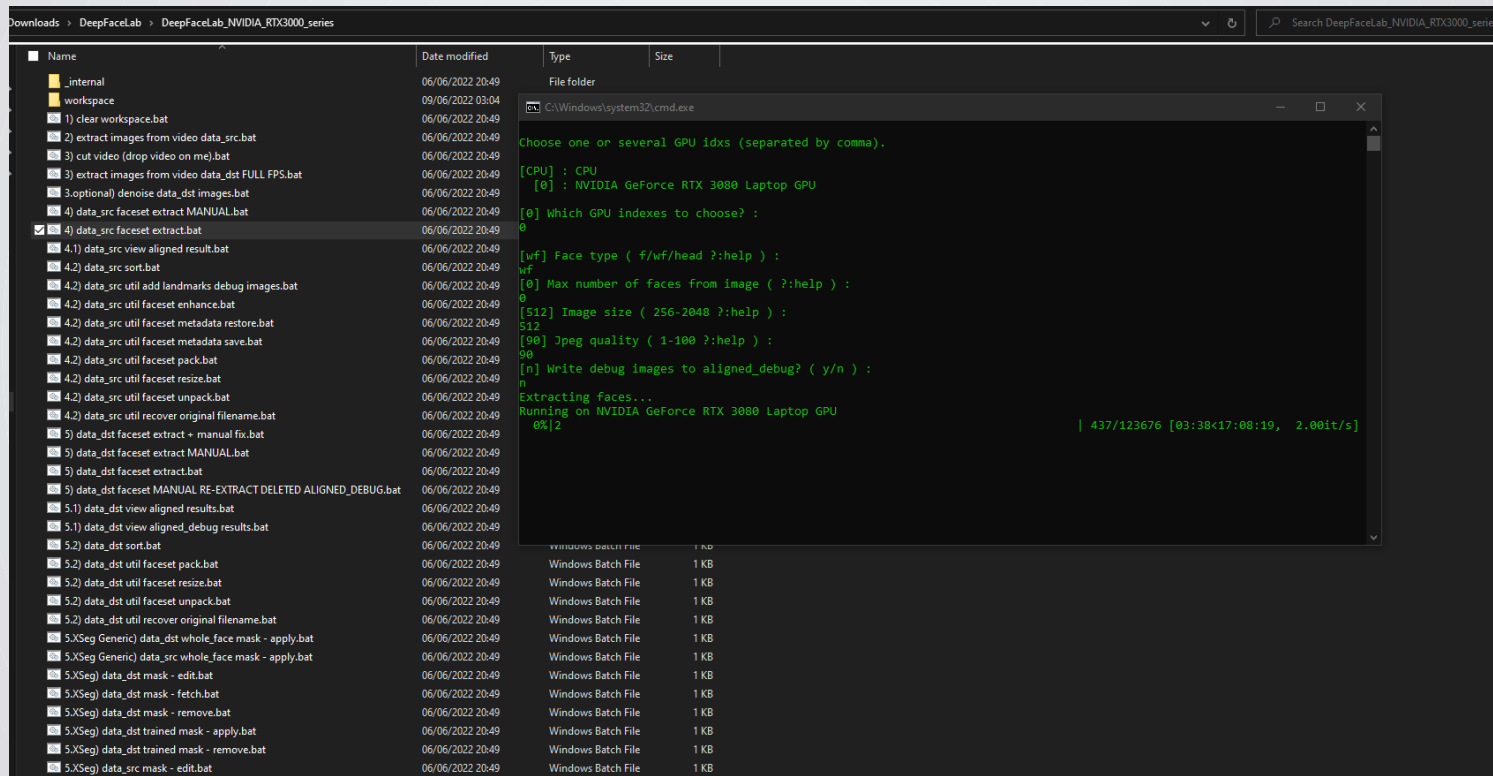 Downloads > DeepFaceLab > DeepFaceLab_NVIDIA_RTX3000_series
Search DeepFaceLab_NVIDIA_RTX3000_serie
Name Date modified Type Size
_internal 06/06/2022 20:49 File folder
workspace 09/06/2022 03:04
1) clear workspace.bat 06/06/2022 20:49
2) extract images from video data_src.bat 06/06/2022 20:49
3) cut video (drop video on me).bat 06/06/2022 20:49
3) extract images from video data_dst FULL FPS.bat 06/06/2022 20:49
3.optional) denoise data_dst images.bat 06/06/2022 20:49
4) data_src faceset extract MANUAL.bat 06/06/2022 20:49
4) data_src faceset extract.bat 06/06/2022 20:49
4.1) data_src view aligned result.bat 06/06/2022 20:49
4.2) data_src sort.bat 06/06/2022 20:49
4.2) data_src util add landmarks debug images.bat 06/06/2022 20:49
4.2) data_src util faceset enhance.bat 06/06/2022 20:49
4.2) data_src util faceset metadata restore.bat 06/06/2022 20:49
4.2) data_src util faceset metadata save.bat 06/06/2022 20:49
4.2) data_src util faceset pack.bat 06/06/2022 20:49
4.2) data_src util faceset resize.bat 06/06/2022 20:49
4.2) data_src util faceset unpack.bat 06/06/2022 20:49
4.2) data_src util recover original filename.bat 06/06/2022 20:49
5) data_dst faceset extract + manual fix.bat 06/06/2022 20:49
5) data_dst faceset extract MANUAL.bat 06/06/2022 20:49
5) data_dst faceset extract.bat 06/06/2022 20:49
5) data_dst faceset MANUAL RE-EXTRACT DELETED ALIGNED_DEBUG.bat 06/06/2022 20:49
5.1) data_dst view aligned results.bat 06/06/2022 20:49
5.1) data_dst view aligned_debug results.bat 06/06/2022 20:49
5.2) data_dst sort.bat 06/06/2022 20:49 Windows Batch File 1 KB
5.2) data_dst util faceset pack.bat 06/06/2022 20:49 Windows Batch File 1 KB
5.2) data_dst util faceset resize.bat 06/06/2022 20:49 Windows Batch File 1 KB
5.2) data_dst util faceset unpack.bat 06/06/2022 20:49 Windows Batch File 1 KB
5.2) data_dst util recover original filename.bat 06/06/2022 20:49 Windows Batch File 1 KB
5.XSeg Generic) data_dst whole_face mask - apply.bat 06/06/2022 20:49 Windows Batch File 1 KB
5.XSeg Generic) data_src whole_face mask - apply.bat 06/06/2022 20:49 Windows Batch File 1 KB
5.XSeg) data_dst mask - edit.bat 06/06/2022 20:49 Windows Batch File 1 KB
5.XSeg) data_dst mask - fetch.bat 06/06/2022 20:49 Windows Batch File 1 KB
5.XSeg) data_dst mask - remove.bat 06/06/2022 20:49 Windows Batch File 1 KB
5.XSeg) data_dst trained mask - apply.bat 06/06/2022 20:49 Windows Batch File 1 KB
5.XSeg) data_dst trained mask - remove.bat 06/06/2022 20:49 Windows Batch File 1 KB
5.XSeg) data_src mask - edit.bat 06/06/2022 20:49 Windows Batch File 1 KB
C:\Windows\system32\cmd.exe
Choose one or several GPU idxs (separated by comma).
[CPU] : CPU
[0] : NVIDIA GeForce RTX 3080 Laptop GPU
[0] Which GPU indexes to choose? :
0
[wf] Face type ( f/wf/head ?:help ) :
wf
[0] Max number of faces from image ( ?:help ) :
0
[512] Image size ( 256-2048 ?:help ) :
512
[90] Jpeg quality ( 1-100 ?:help ) :
90
[n] Write debug images to aligned_debug? ( y/n ) :
n
Extracting faces...
Running on NVIDIA GeForce RTX 3080 Laptop GPU
0%|2 | 437/123676 [03:38<17:08:19, 2.00it/s]